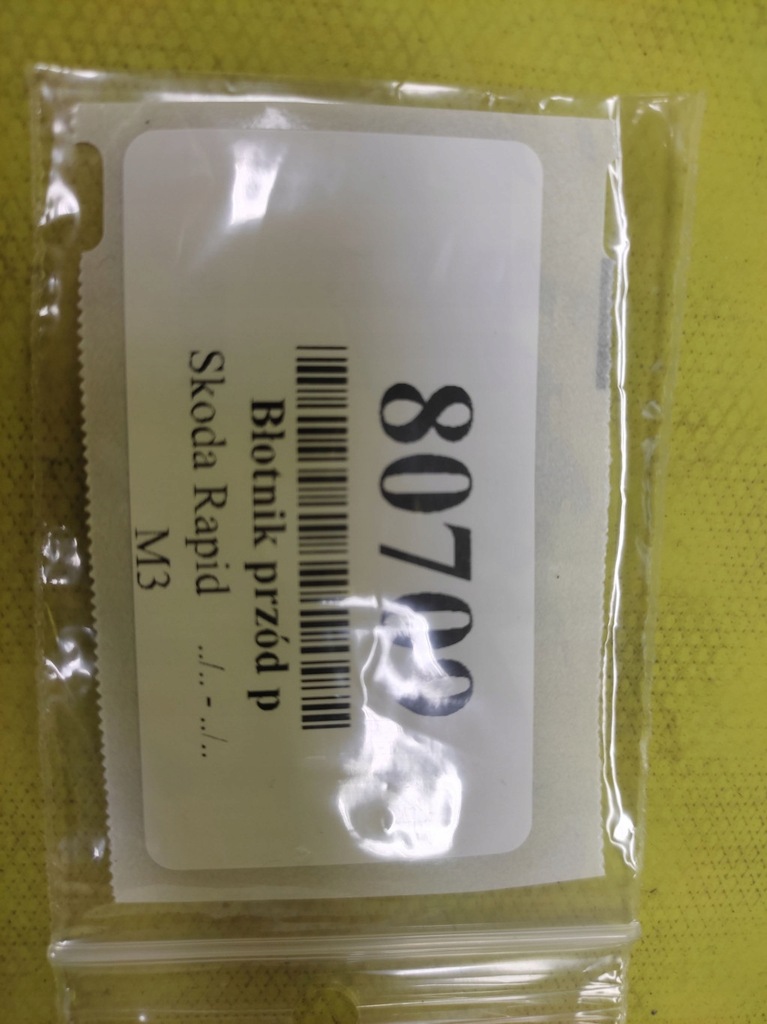 Błotnik przód p
Skoda Rapid ../.. - ../..
M3